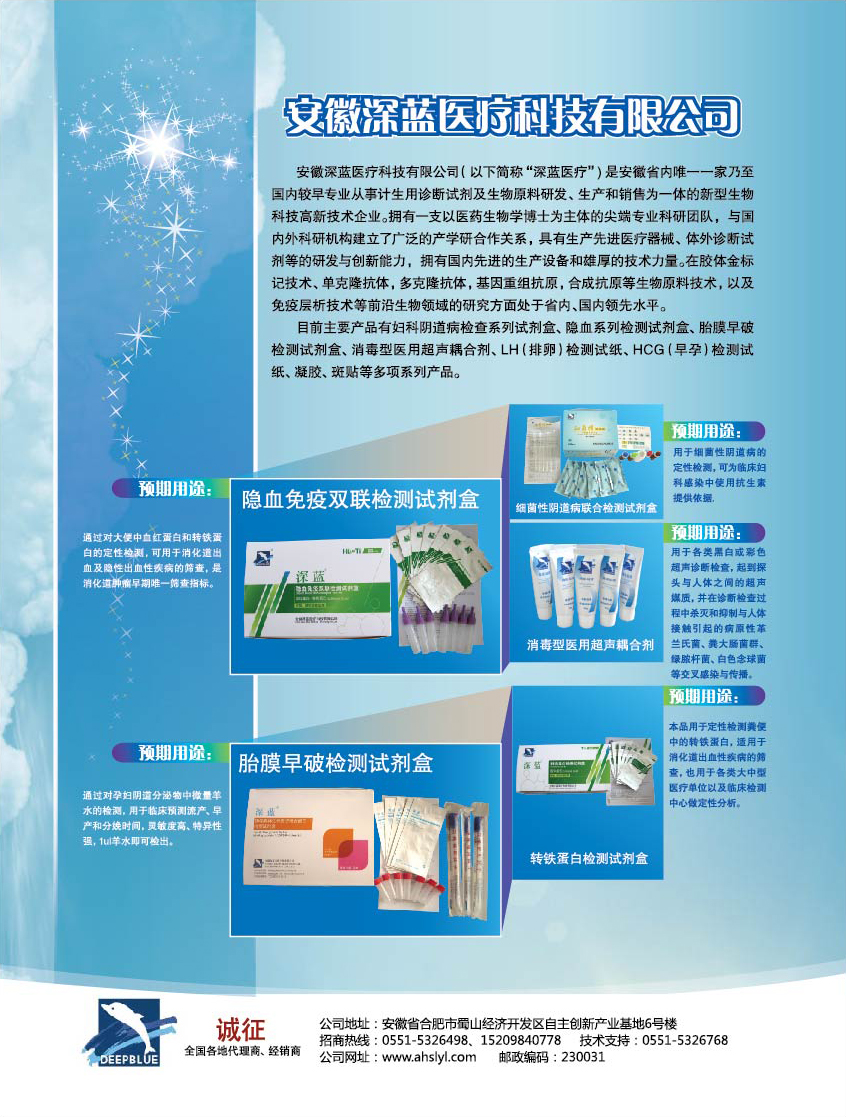 安徽深蓝医疗科技有限公司
安徽深蓝医疗科技有限公司(以下简称“深蓝医疗”)是安徽省内唯一一家乃至
国内较早专业从事计生用诊断试剂及生物原料研发、生产和销售为一体的新型生物
科技高新技术企业。拥有一支以医药生物学博士为主体的尖端专业科研团队，与国
内外科研机构建立了广泛的产学研合作关系，具有生产先进医疗器械、体外诊断试
剂等的研发与创新能力，拥有国内先进的生产设备和雄厚的技术力量。在胶体金标
记技术、单克隆抗体，多克隆抗体，基因重组抗原，合成抗原等生物原料技术，以及
免疫层析技术等前沿生物领域的研究方面处于省内、国内领先水平。
目前主要产品有妇科阴道病检查系列试剂盒、隐血系列检测试剂盒、胎膜早破
检测试剂盒、消毒型医用超声耦合剂、LH(排卵)检测试纸、HCG(早孕)检测试
纸、凝胶、斑贴等多项系列产品。
预期用途：
用于细菌性阴道病的
定性检测，可为临床妇
科感染中使用抗生素
提供依据.
细菌性阴道病联合检测试剂盒
预期用途：
通过对大便中血红蛋白和转铁蛋
白的定性检测，可用于消化道出
血及隐性出血性疾病的筛查，是
消化道肿瘤早期唯一筛查指标。
隐血免疫双联检测试剂盒
Hb+Ti
深蓝
隐血免疫双联检测试剂盒
预期用途：
用于各类黑白或彩色
超声诊断检查，起到探
头与人体之间的超声
媒质，并在诊断检查过
程中杀灭和抑制与人体
接触引起的病原性革
兰氏菌、粪大肠菌群、
绿脓杆菌、白色念球菌
等交叉感染与传播。
消毒型医用超声耦合剂
预期用途：
本品用于定性检测粪便
中的转铁蛋白，适用于
消化道出血性疾病的筛
查，也用于各类大中型
医疗单位以及临床检测
中心做定性分析。
深蓝
转铁蛋白检测试剂盒
预期用途：
通过对孕妇阴道分泌物中微量羊
水的检测，用于临床预测流产、早
产和分娩时间，灵敏度高、特异性
强，1ul羊水即可检出。
胎膜早破检测试剂盒
深蓝
DEEPBLUE
诚征
全国各地代理商、经销商
公司地址：安徽省合肥市蜀山经济开发区自主创新产业基地6号楼
招商热线：0551-5326498、15209840778 技术支持：0551-5326768
公司网址：www.ahslyl.com 邮政编码：230031